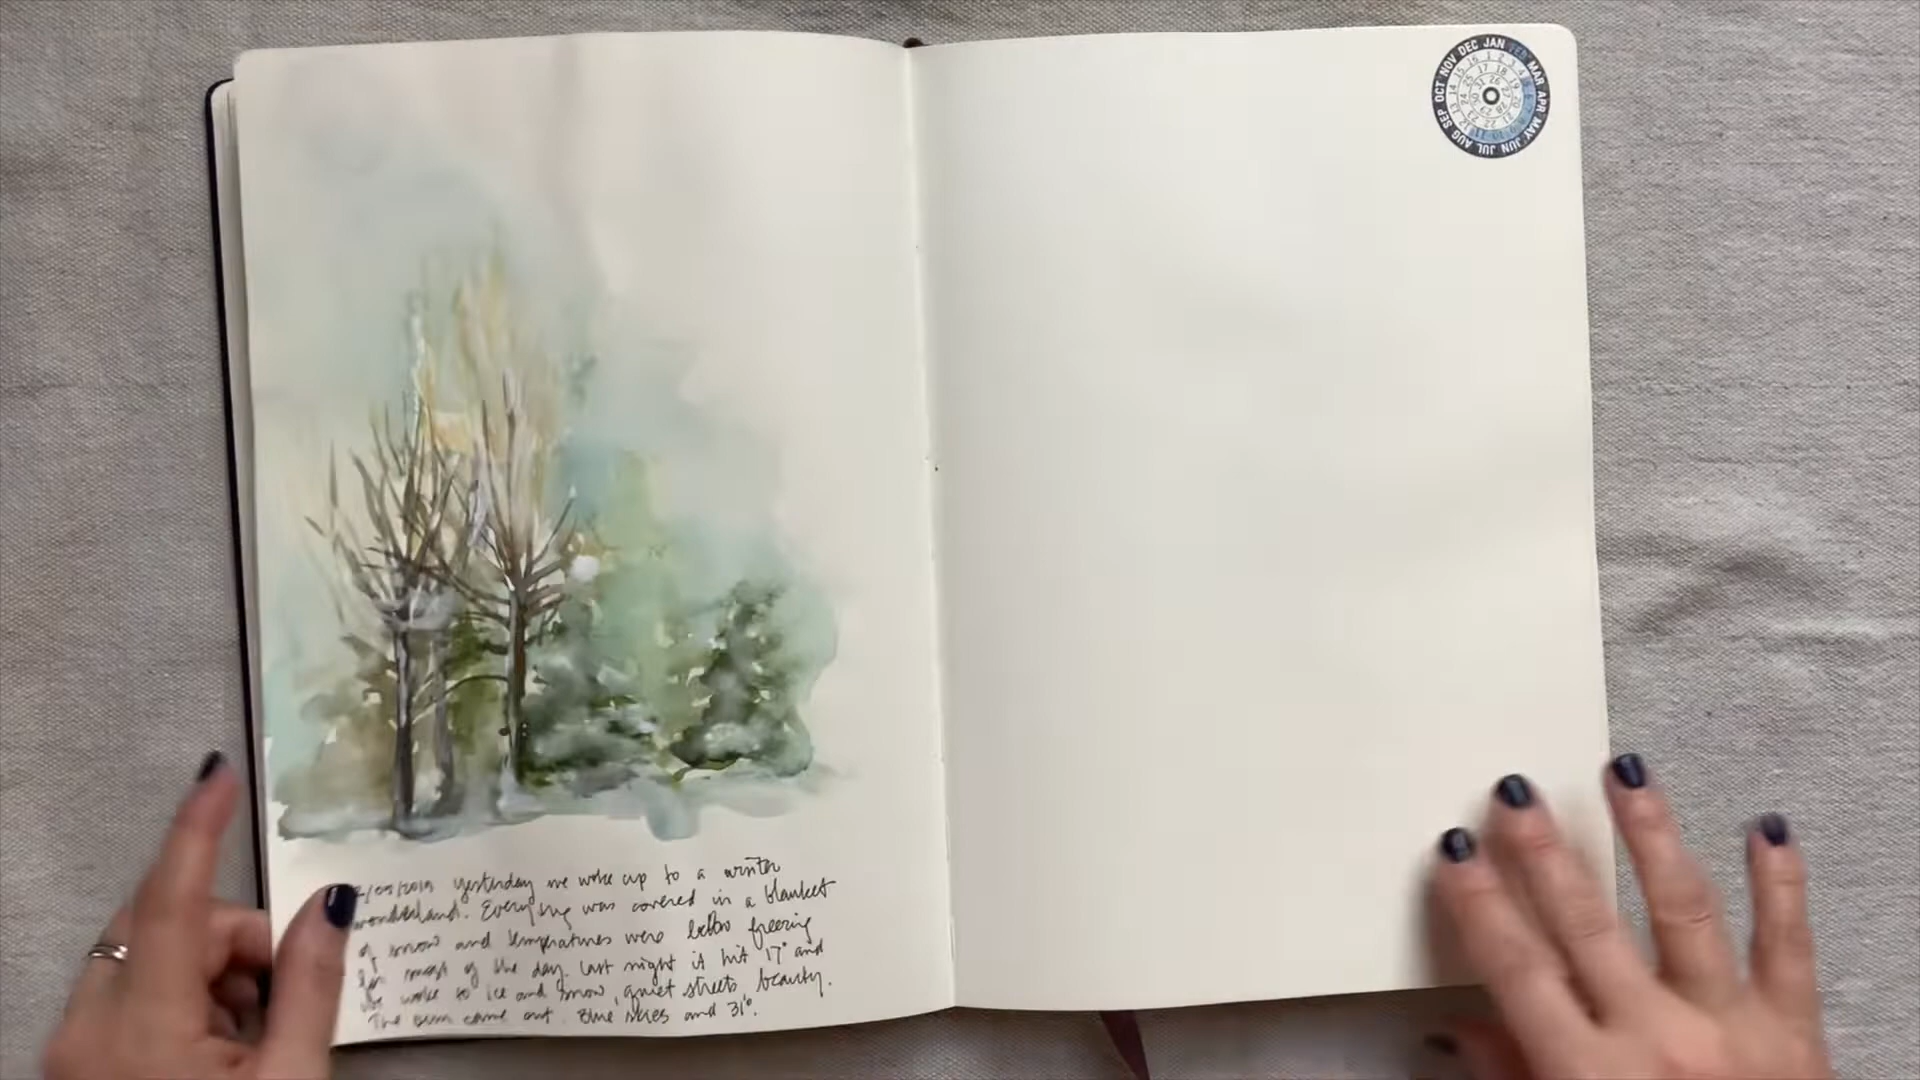 2/05/2019 yesterday we woke up to a winter
wonderland. Everything was covered in a blanket
of snow and temperatures were below freezing
for most of the day. Last night it hit 17° and
we woke to ice and snow, quiet streets, beauty.
The sun came out. Blue skies and 31°.
JAN FEB MAR APR MAY JUN JUL AUG SEP OCT NOV DEC